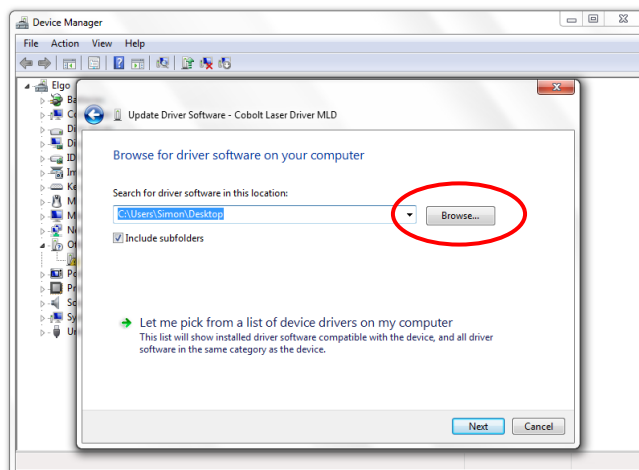 Device Manager
File Action View Help
Elgo
Ba
Update Driver Software - Cobolt Laser Driver MLD
Browse for driver software on your computer
Search for driver software in this location:
C:\Users\Simon\Desktop
Browse...
Include subfolders
Let me pick from a list of device drivers on my computer
This list will show installed driver software compatible with the device, and all driver
software in the same category as the device.
Next Cancel